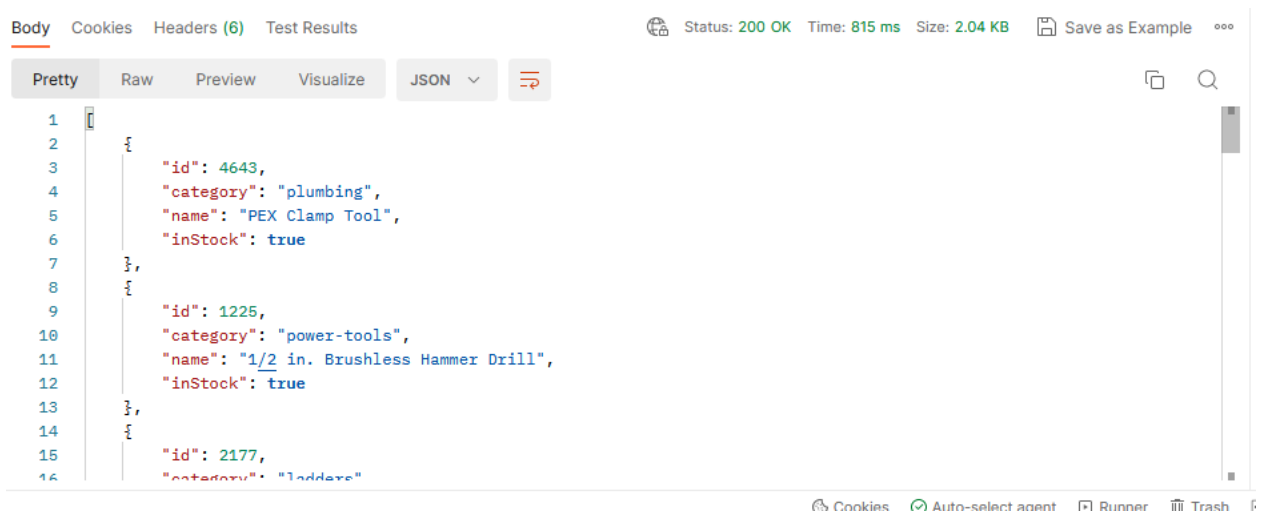 Body Cookies Headers (6) Test Results Status: 200 OK Time: 815 ms Size: 2.04 KB Save as Example
Pretty Raw Preview Visualize JSON
1 [
2 {
3 "id": 4643,
4 "category": "plumbing",
5 "name": "PEX Clamp Tool",
6 "inStock": true
7 },
8 {
9 "id": 1225,
10 "category": "power-tools",
11 "name": "1/2 in. Brushless Hammer Drill",
12 "inStock": true
13 },
14 {
15 "id": 2177,
16 "category": "ladders"
Cookies Auto-select agent Runner Trash